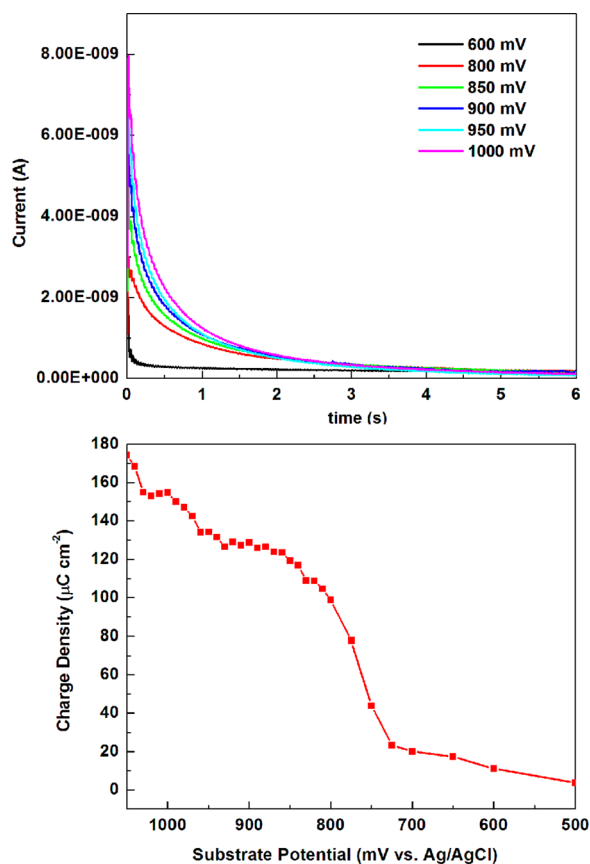 8.00E-009
6.00E-009
4.00E-009
2.00E-009
0.00E+000
Current (A)
600 mV
800 mV
850 mV
900 mV
950 mV
1000 mV
0 1 2 3 4 5 6
time (s)
180
160
140
120
100
80
60
40
20
0
Charge Density (μC cm-2)
1000 900 800 700 600 500
Substrate Potential (mV vs. Ag/AgCl)